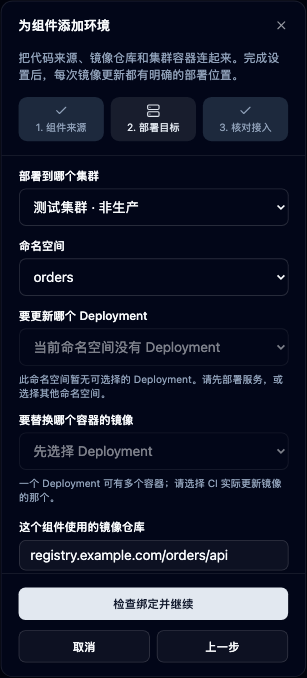 为组件添加环境
把代码来源、镜像仓库和集群容器连起来。完成设
置后，每次镜像更新都有明确的部署位置。
1. 组件来源
2. 部署目标
3. 核对接入
部署到哪个集群
测试集群 · 非生产
命名空间
orders
要更新哪个 Deployment
当前命名空间没有 Deployment
此命名空间暂无可选择的 Deployment。请先部署服务，或
选择其他命名空间。
要替换哪个容器的镜像
先选择 Deployment
一个 Deployment 可有多个容器；请选择 CI 实际更新镜像
的那个。
这个组件使用的镜像仓库
registry.example.com/orders/api
检查绑定并继续
取消
上一步